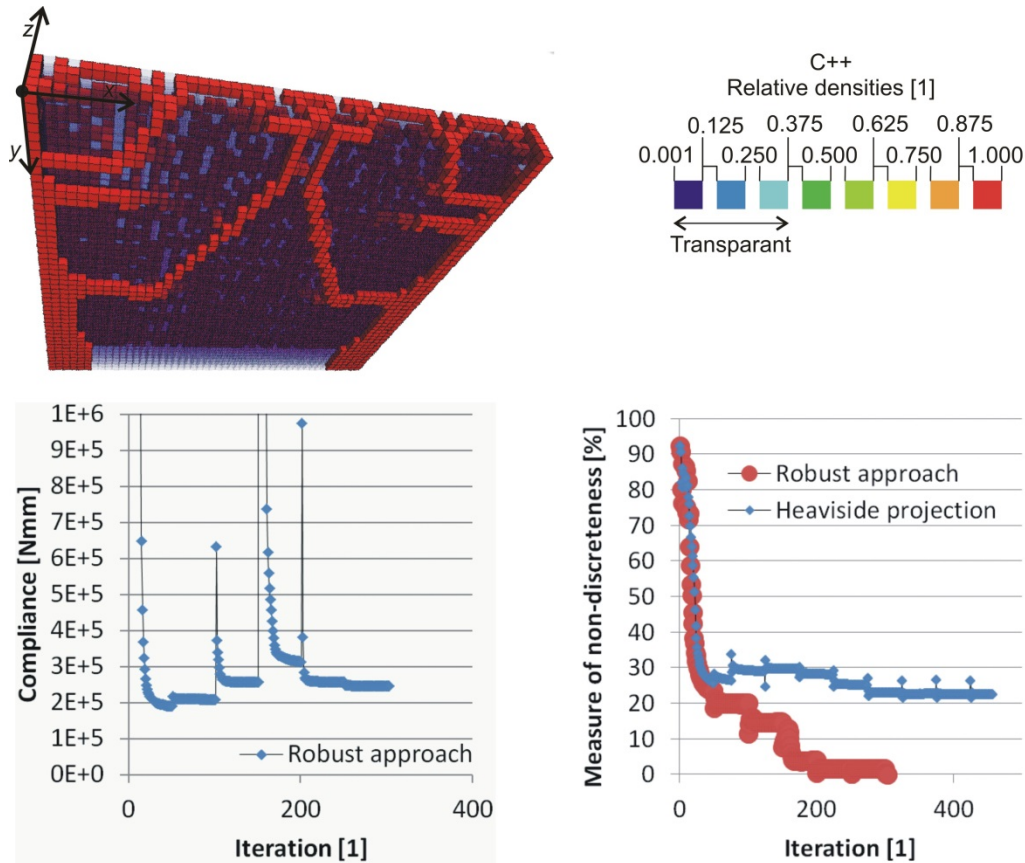 z
x
y
C++
Relative densities [1]
0.125 0.375 0.625 0.875
0.001 0.250 0.500 0.750 1.000
Transparant
Compliance [Nmm]
1E+6
9E+5
8E+5
7E+5
6E+5
5E+5
4E+5
3E+5
2E+5
1E+5
0E+0
Robust approach
0 200 400
Iteration [1]
Measure of non-discreteness [%]
100
90
80
70
60
50
40
30
20
10
0
Robust approach
Heaviside projection
0 200 400
Iteration [1]